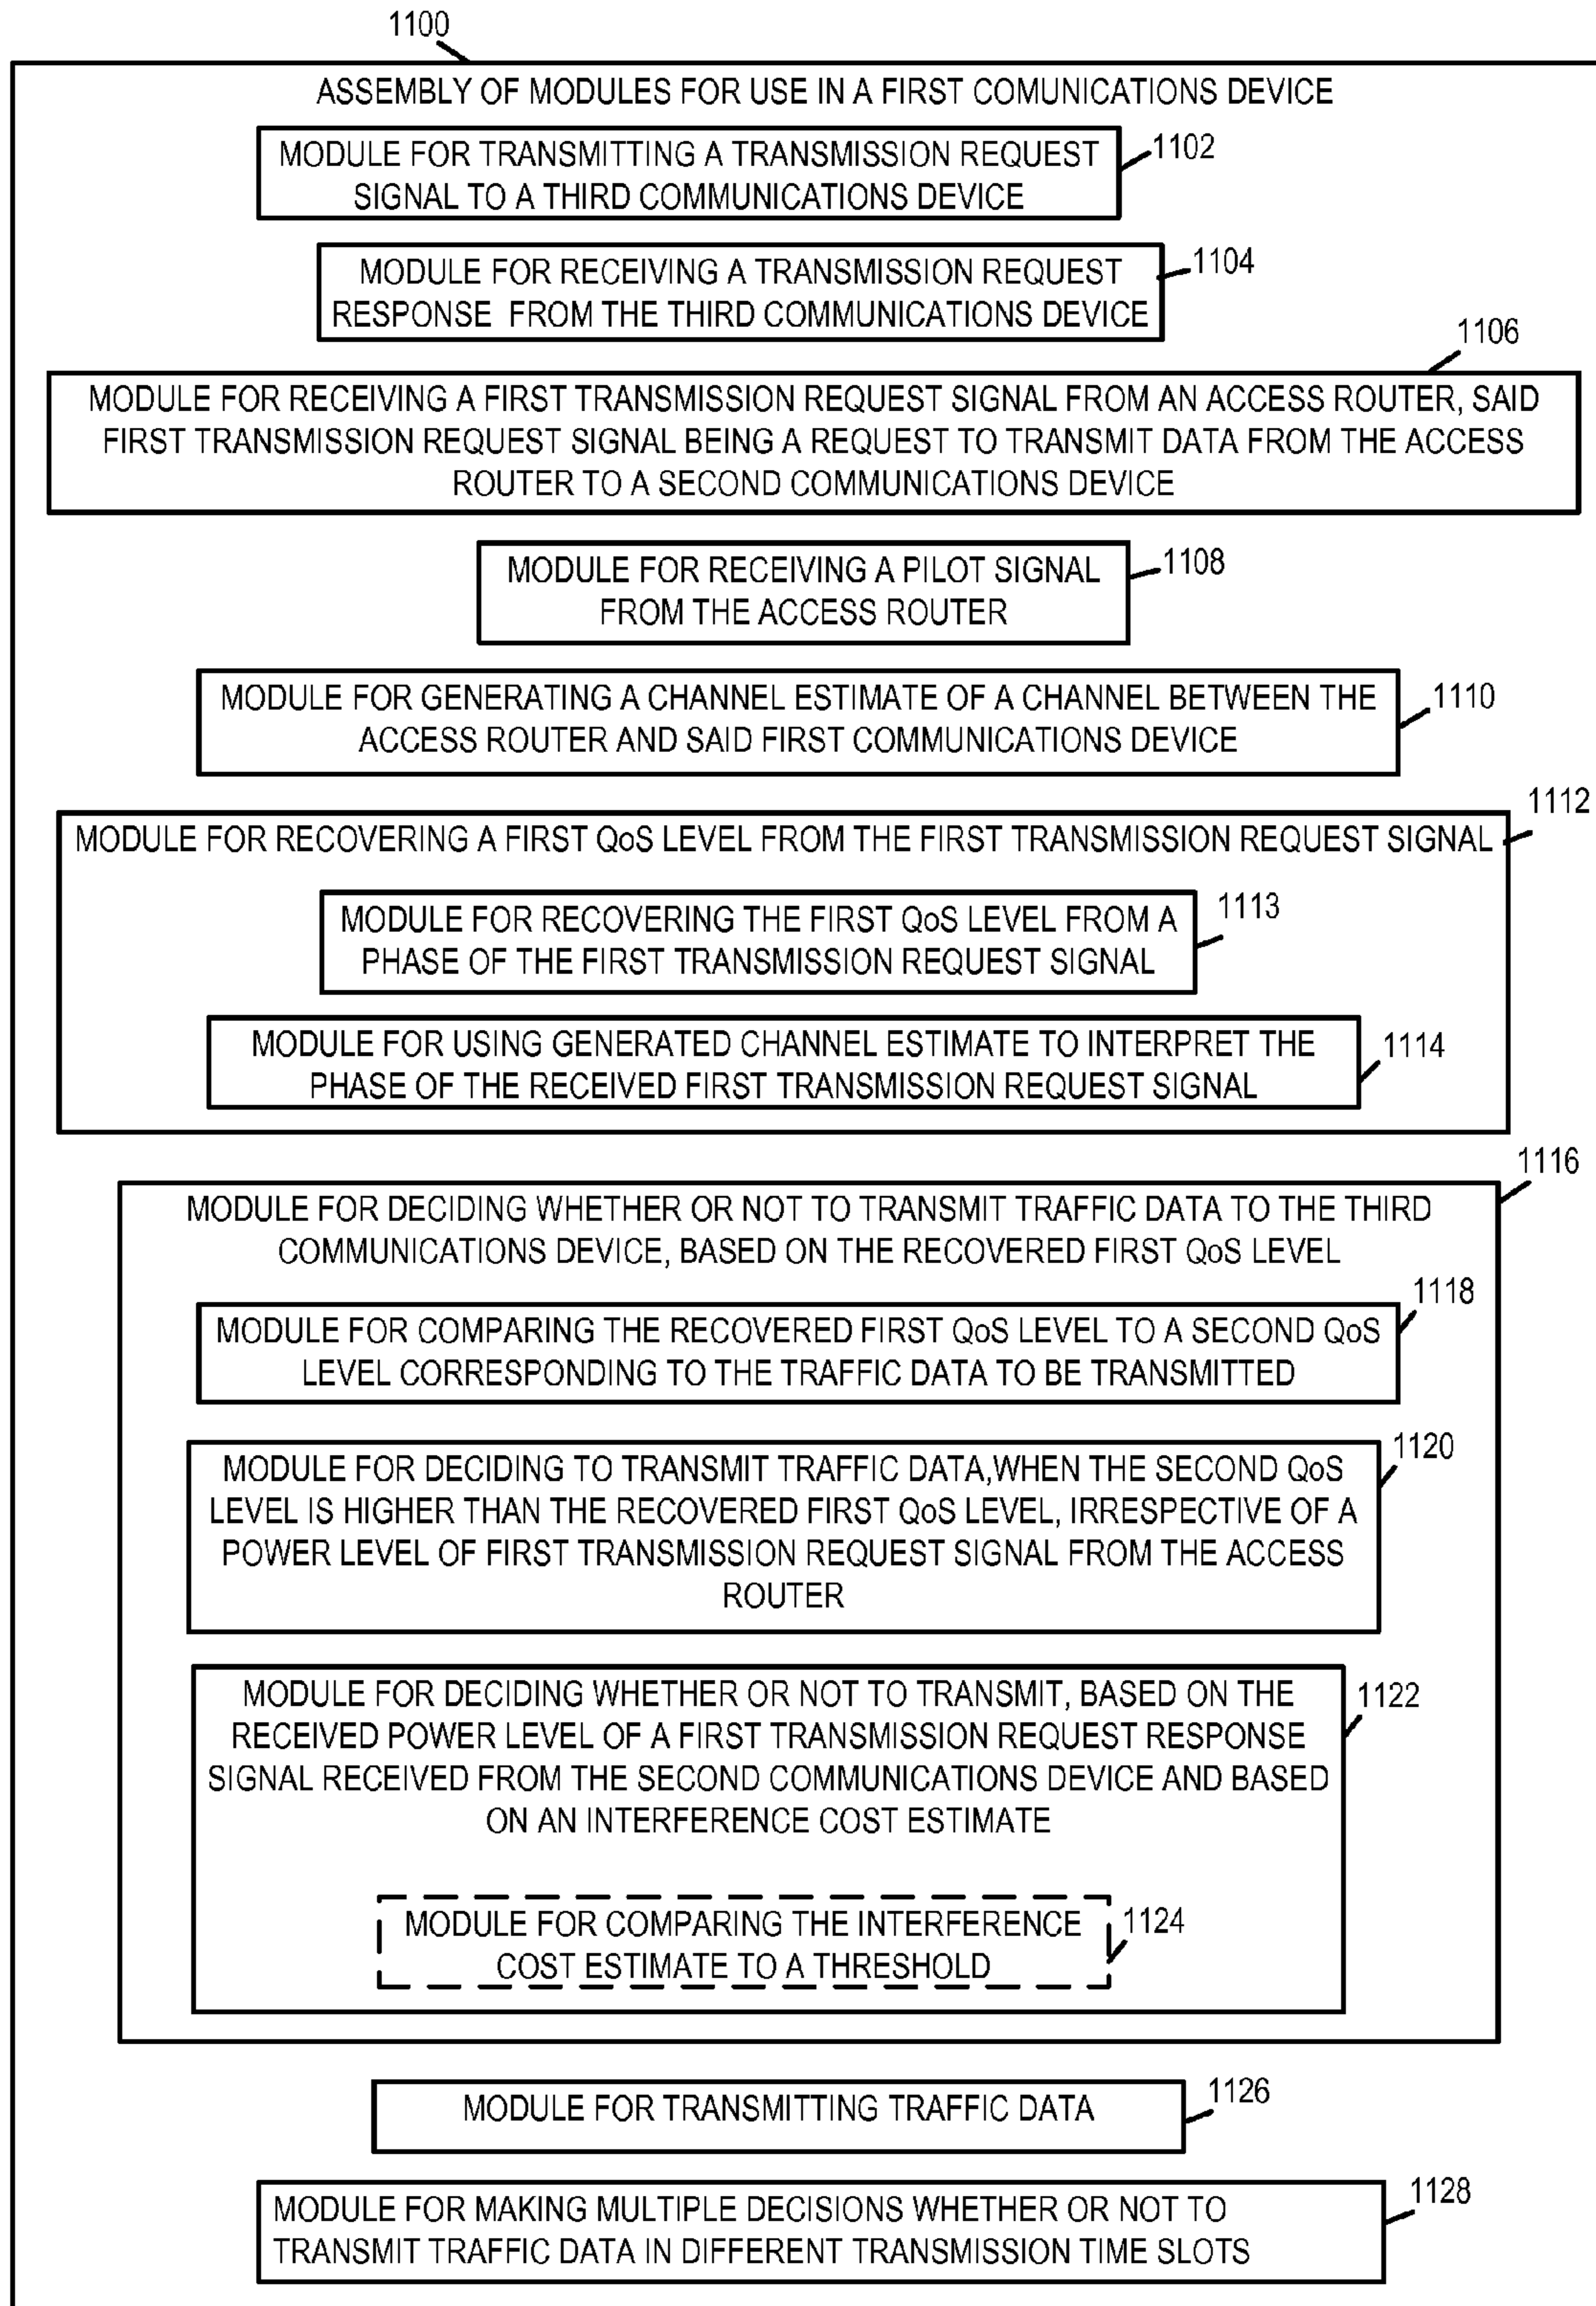 1100
ASSEMBLY OF MODULES FOR USE IN A FIRST COMUNICATIONS DEVICE
MODULE FOR TRANSMITTING A TRANSMISSION REQUEST
SIGNAL TO A THIRD COMMUNICATIONS DEVICE
1102
MODULE FOR RECEIVING A TRANSMISSION REQUEST
RESPONSE FROM THE THIRD COMMUNICATIONS DEVICE
1104
1106
MODULE FOR RECEIVING A FIRST TRANSMISSION REQUEST SIGNAL FROM AN ACCESS ROUTER, SAID
FIRST TRANSMISSION REQUEST SIGNAL BEING A REQUEST TO TRANSMIT DATA FROM THE ACCESS
ROUTER TO A SECOND COMMUNICATIONS DEVICE
MODULE FOR RECEIVING A PILOT SIGNAL
FROM THE ACCESS ROUTER
1108
MODULE FOR GENERATING A CHANNEL ESTIMATE OF A CHANNEL BETWEEN THE
ACCESS ROUTER AND SAID FIRST COMMUNICATIONS DEVICE
1110
1112
MODULE FOR RECOVERING A FIRST QoS LEVEL FROM THE FIRST TRANSMISSION REQUEST SIGNAL
MODULE FOR RECOVERING THE FIRST QoS LEVEL FROM A
PHASE OF THE FIRST TRANSMISSION REQUEST SIGNAL
1113
MODULE FOR USING GENERATED CHANNEL ESTIMATE TO INTERPRET THE
PHASE OF THE RECEIVED FIRST TRANSMISSION REQUEST SIGNAL
1114
1116
MODULE FOR DECIDING WHETHER OR NOT TO TRANSMIT TRAFFIC DATA TO THE THIRD
COMMUNICATIONS DEVICE, BASED ON THE RECOVERED FIRST QoS LEVEL
1118
MODULE FOR COMPARING THE RECOVERED FIRST QoS LEVEL TO A SECOND QoS
LEVEL CORRESPONDING TO THE TRAFFIC DATA TO BE TRANSMITTED
1120
MODULE FOR DECIDING TO TRANSMIT TRAFFIC DATA,WHEN THE SECOND QoS
LEVEL IS HIGHER THAN THE RECOVERED FIRST QoS LEVEL, IRRESPECTIVE OF A
POWER LEVEL OF FIRST TRANSMISSION REQUEST SIGNAL FROM THE ACCESS
ROUTER
MODULE FOR DECIDING WHETHER OR NOT TO TRANSMIT, BASED ON THE
RECEIVED POWER LEVEL OF A FIRST TRANSMISSION REQUEST RESPONSE
SIGNAL RECEIVED FROM THE SECOND COMMUNICATIONS DEVICE AND BASED
ON AN INTERFERENCE COST ESTIMATE
1122
MODULE FOR COMPARING THE INTERFERENCE
COST ESTIMATE TO A THRESHOLD
1124
MODULE FOR TRANSMITTING TRAFFIC DATA
1126
MODULE FOR MAKING MULTIPLE DECISIONS WHETHER OR NOT TO
TRANSMIT TRAFFIC DATA IN DIFFERENT TRANSMISSION TIME SLOTS
1128